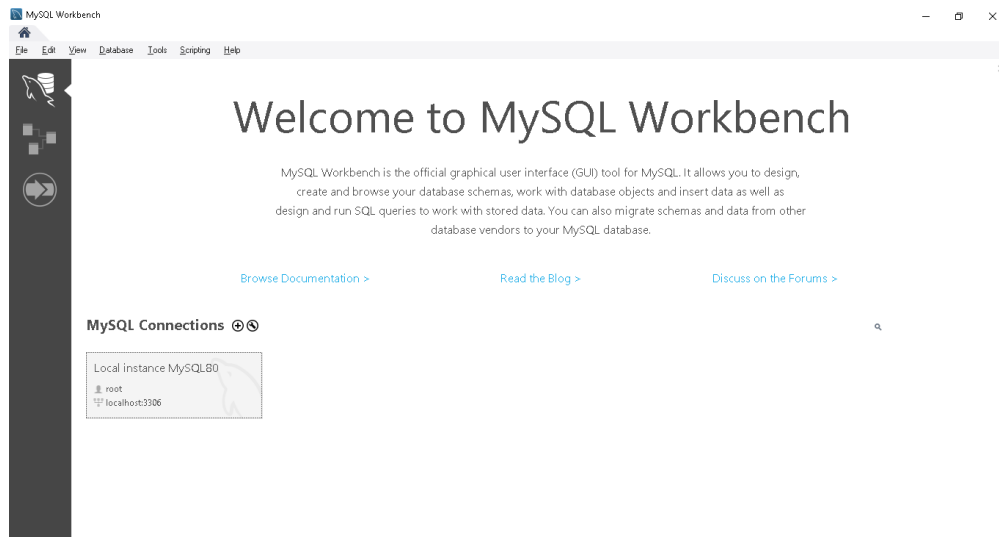 MySQL Workbench
File Edit View Database Tools Scripting Help
Welcome to MySQL Workbench
MySQL Workbench is the official graphical user interface (GUI) tool for MySQL. It allows you to design,
create and browse your database schemas, work with database objects and insert data as well as
design and run SQL queries to work with stored data. You can also migrate schemas and data from other
database vendors to your MySQL database.
Browse Documentation > Read the Blog > Discuss on the Forums >
MySQL Connections
Local instance MySQL80
root
localhost:3306